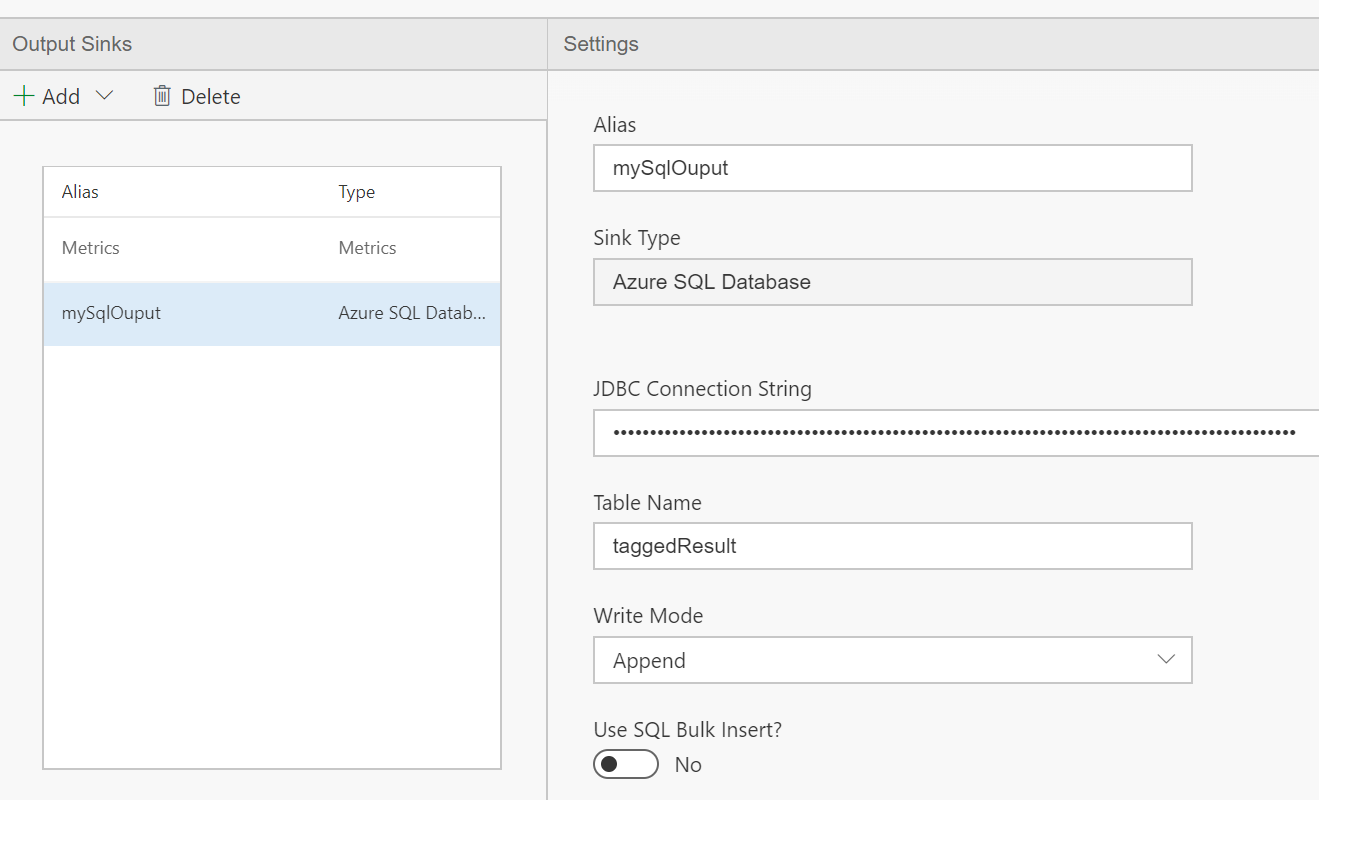 Output Sinks
Settings
Add
Delete
Alias Type
Metrics Metrics
mySqlOuput Azure SQL Datab...
Alias
mySqlOuput
Sink Type
Azure SQL Database
JDBC Connection String
Table Name
taggedResult
Write Mode
Append
Use SQL Bulk Insert?
No